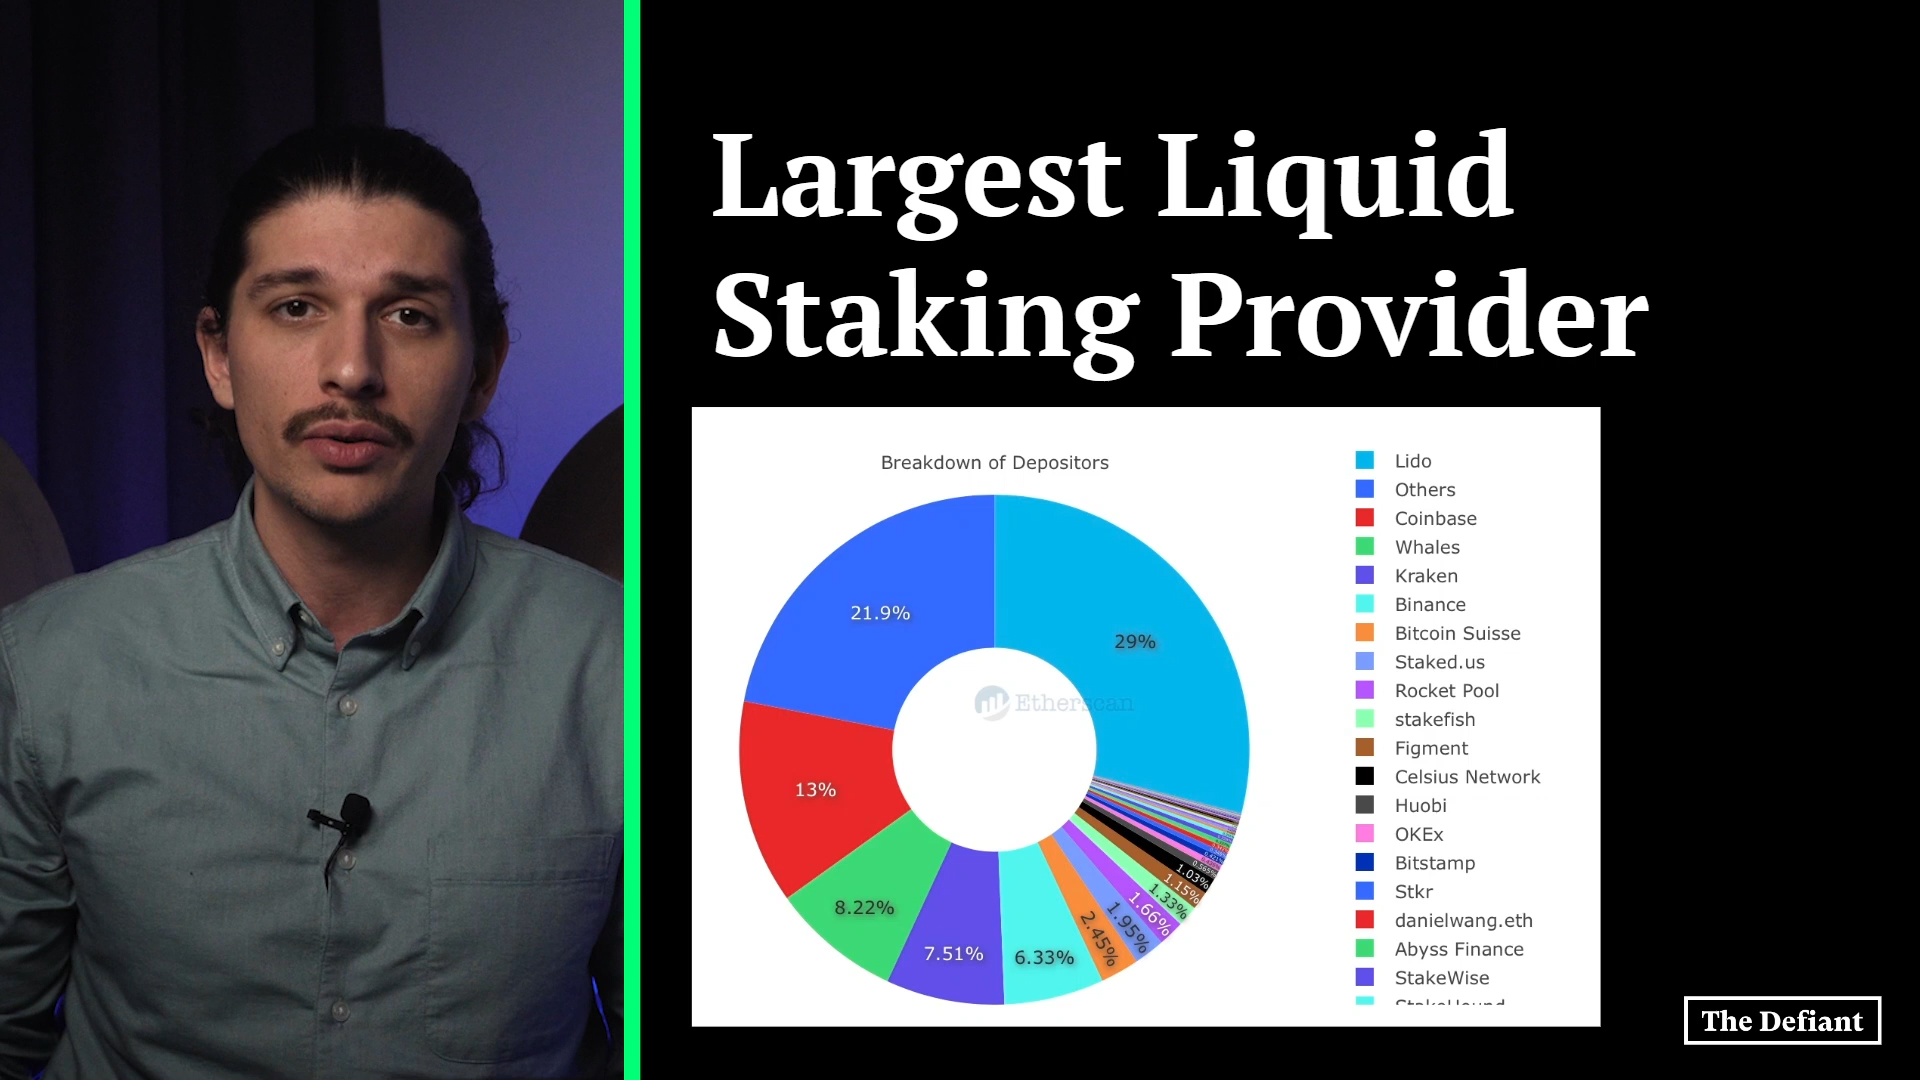 Largest Liquid
Staking Provider
Breakdown of Depositors
Lido
Others
Coinbase
Whales
Kraken
Binance
Bitcoin Suisse
Staked.us
Rocket Pool
stakefish
Figment
Celsius Network
Huobi
OKEx
Bitstamp
Stkr
danielwang.eth
Abyss Finance
StakeWise
21.9%
29%
Etherscan
13%
8.22%
7.51%
6.33%
2.45%
1.95%
1.66%
1.33%
1.15%
1.03%
The Defiant